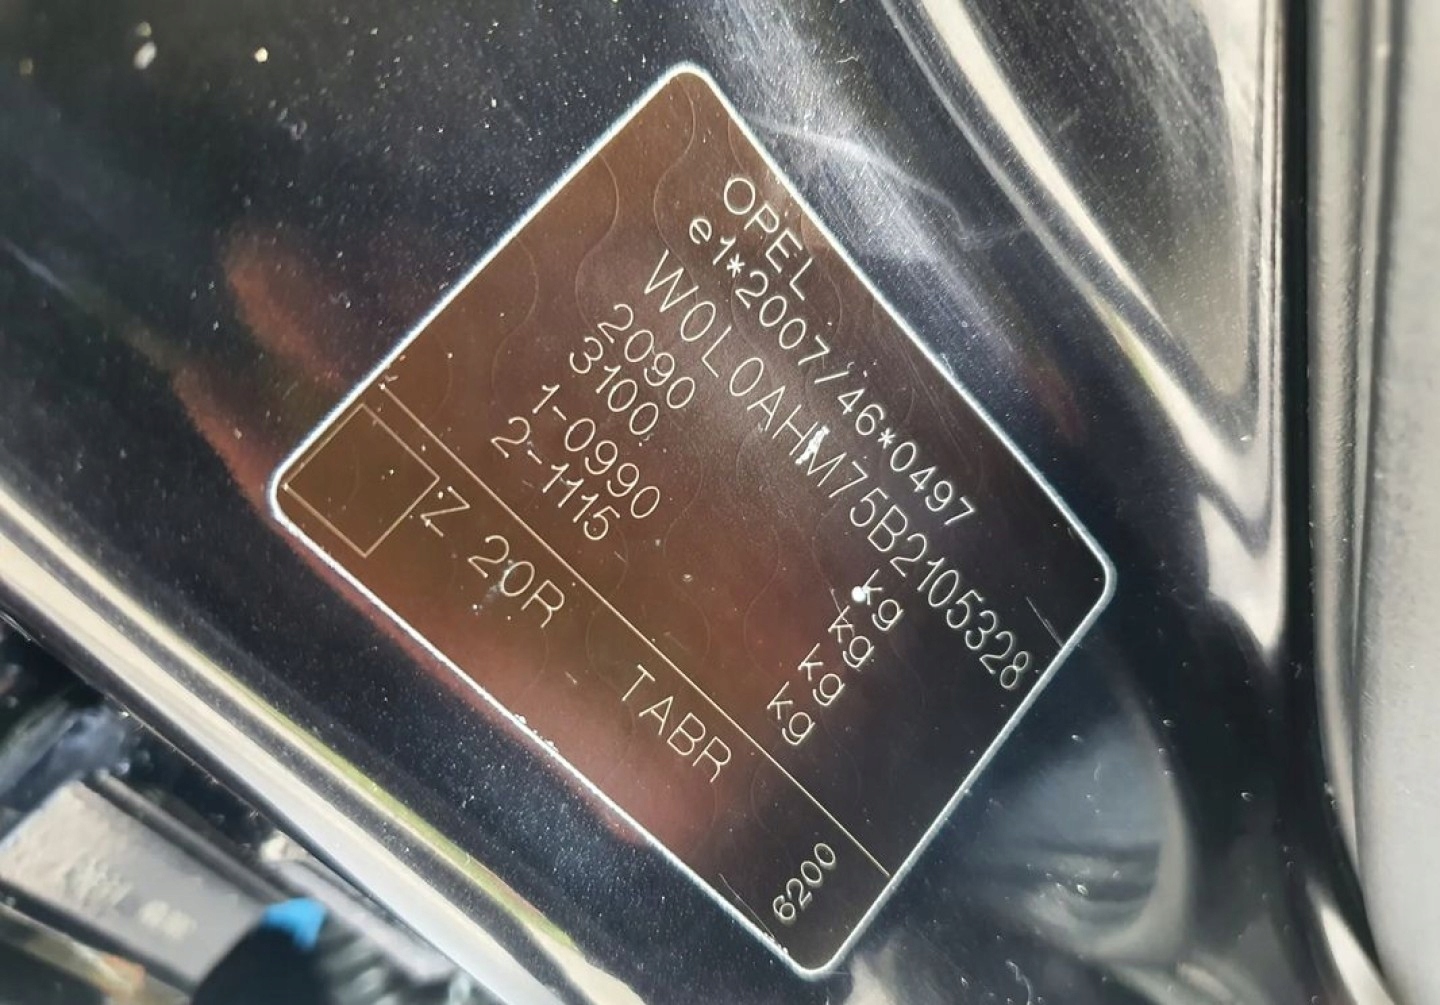 OPEL
e1*2007/46*0497
W0L0AHM75B2105328
2090 kg
3100 kg
1-0990 kg
2-1115 kg
Z 20R TABR 6200